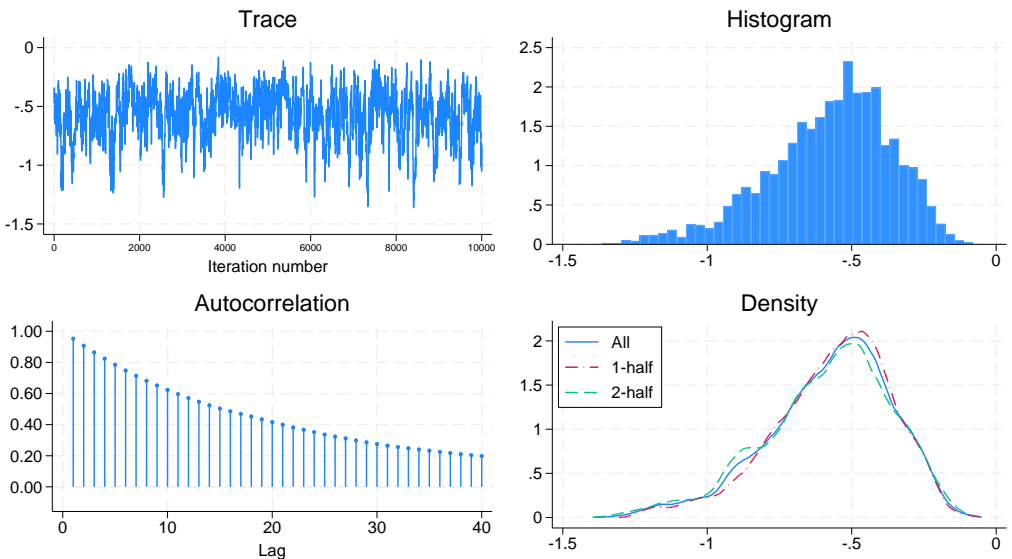 Trace
0
-.5
-1
-1.5
0 2000 4000 6000 8000 10000
Iteration number
Histogram
2.5
2
1.5
1
.5
0
-1.5 -1 -.5 0
Autocorrelation
1.00
0.80
0.60
0.40
0.20
0.00
0 10 20 30 40
Lag
Density
All
1-half
2-half
2
1.5
1
.5
0
-1.5 -1 -.5 0